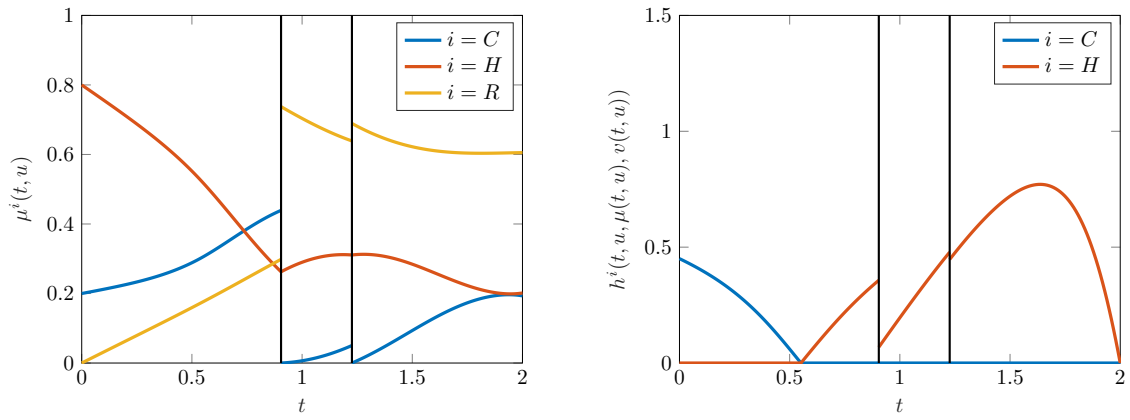 1
0.8
0.6
0.4
0.2
0
μ^i(t, u)
0 0.5 1 1.5 2
t
i = C
i = H
i = R
1.5
1
0.5
0
h^i(t, u, μ(t, u), v(t, u))
0 0.5 1 1.5 2
t
i = C
i = H